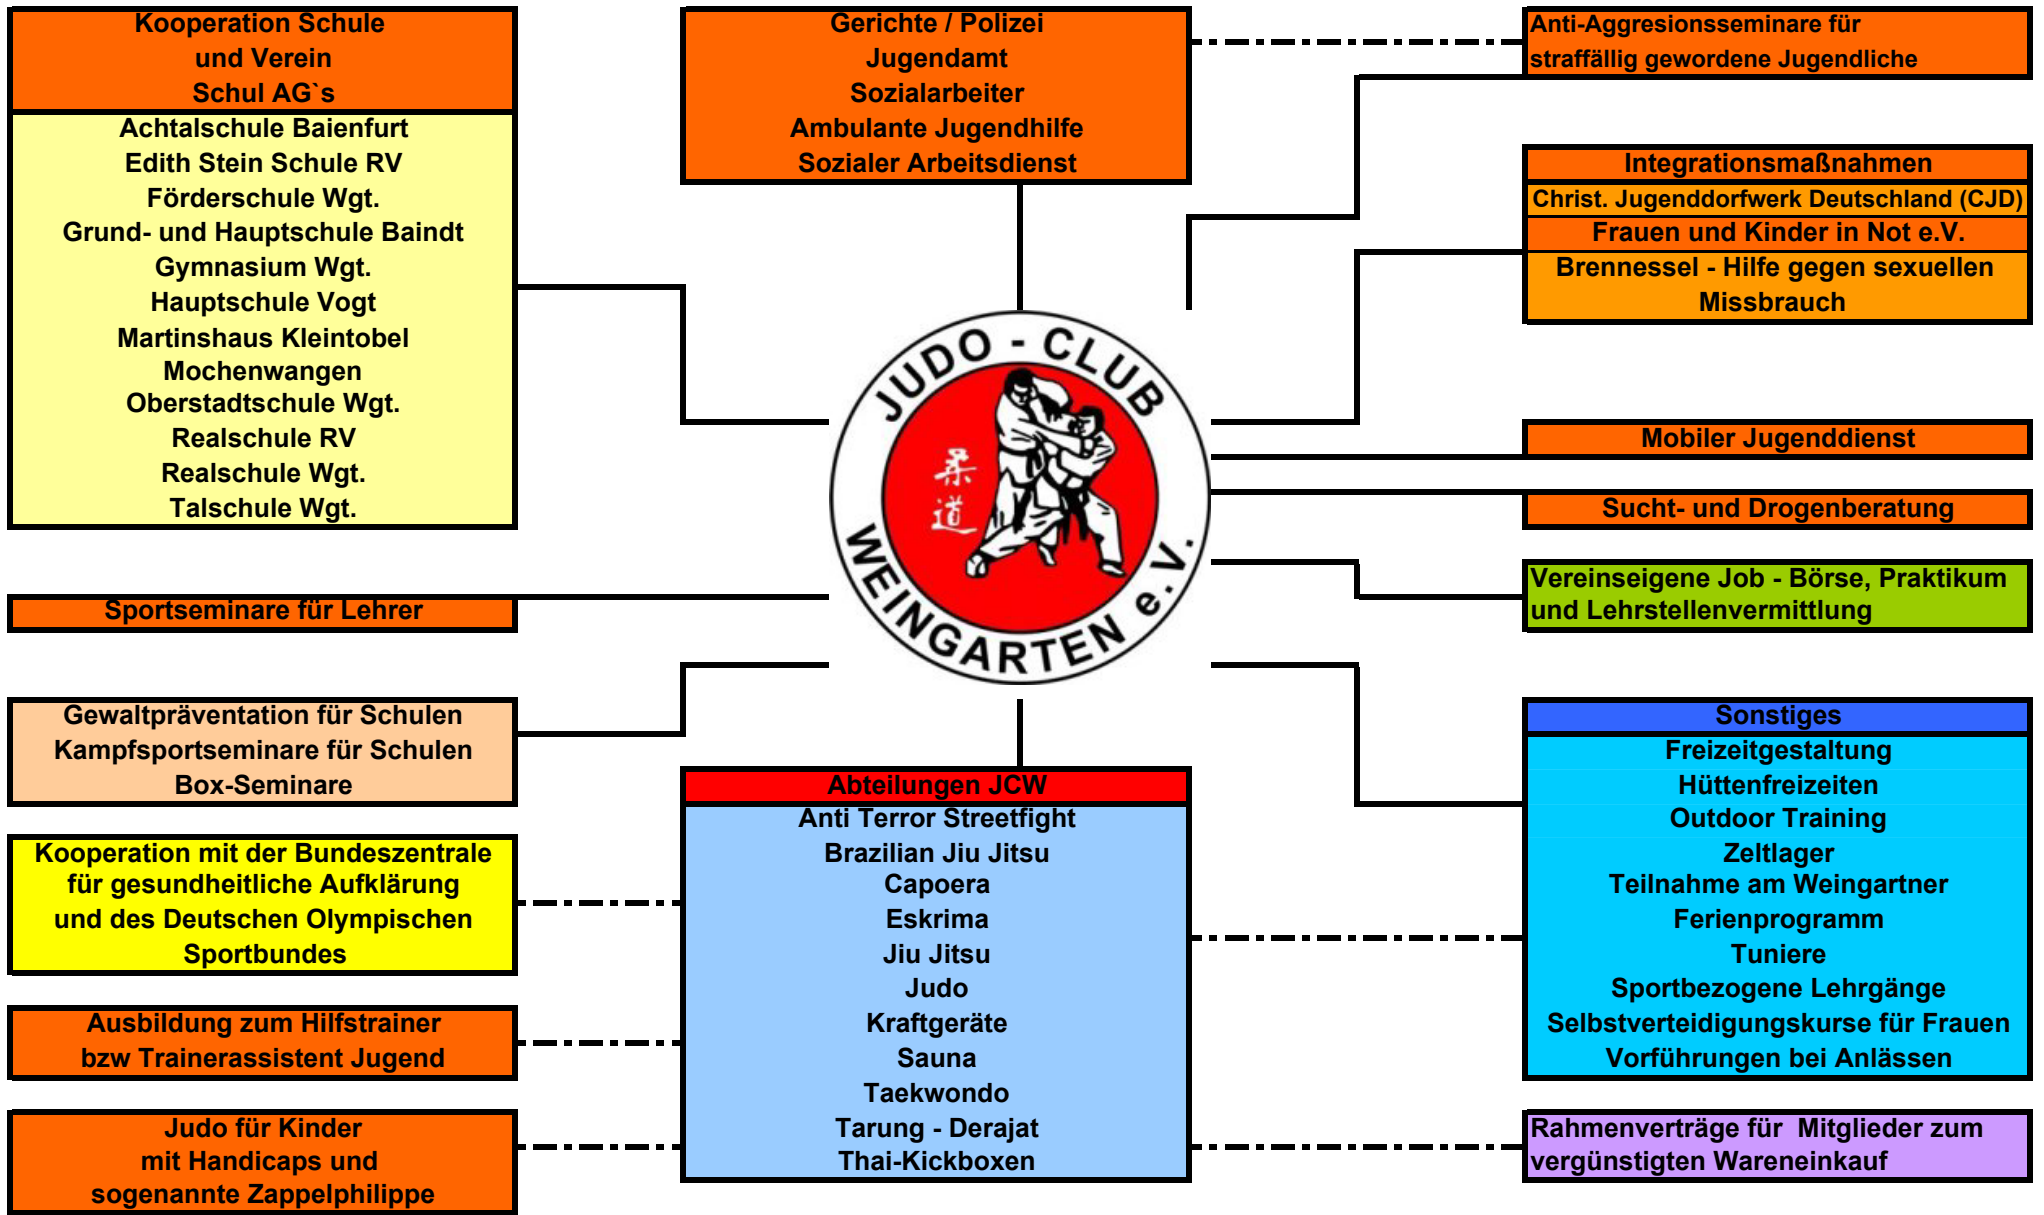 Kooperation Schule
und Verein
Schul AG`s
Achtalschule Baienfurt
Edith Stein Schule RV
Förderschule Wgt.
Grund- und Hauptschule Baindt
Gymnasium Wgt.
Hauptschule Vogt
Martinshaus Kleintobel
Mochenwangen
Oberstadtschule Wgt.
Realschule RV
Realschule Wgt.
Talschule Wgt.
Sportseminare für Lehrer
Gewaltpräventation für Schulen
Kampfsportseminare für Schulen
Box-Seminare
Kooperation mit der Bundeszentrale
für gesundheitliche Aufklärung
und des Deutschen Olympischen
Sportbundes
Ausbildung zum Hilfstrainer
bzw Trainerassistent Jugend
Judo für Kinder
mit Handicaps und
sogenannte Zappelphilippe
Gerichte / Polizei
Jugendamt
Sozialarbeiter
Ambulante Jugendhilfe
Sozialer Arbeitsdienst
JUDO - CLUB
柔道
WEINGARTEN e.V.
Abteilungen JCW
Anti Terror Streetfight
Brazilian Jiu Jitsu
Capoera
Eskrima
Jiu Jitsu
Judo
Kraftgeräte
Sauna
Taekwondo
Tarung - Derajat
Thai-Kickboxen
Anti-Aggresionsseminare für
straffällig gewordene Jugendliche
Integrationsmaßnahmen
Christ. Jugenddorfwerk Deutschland (CJD)
Frauen und Kinder in Not e.V.
Brennessel - Hilfe gegen sexuellen
Missbrauch
Mobiler Jugenddienst
Sucht- und Drogenberatung
Vereinseigene Job - Börse, Praktikum
und Lehrstellenvermittlung
Sonstiges
Freizeitgestaltung
Hüttenfreizeiten
Outdoor Training
Zeltlager
Teilnahme am Weingartner
Ferienprogramm
Tuniere
Sportbezogene Lehrgänge
Selbstverteidigungskurse für Frauen
Vorführungen bei Anlässen
Rahmenverträge für  Mitglieder zum
vergünstigten Wareneinkauf